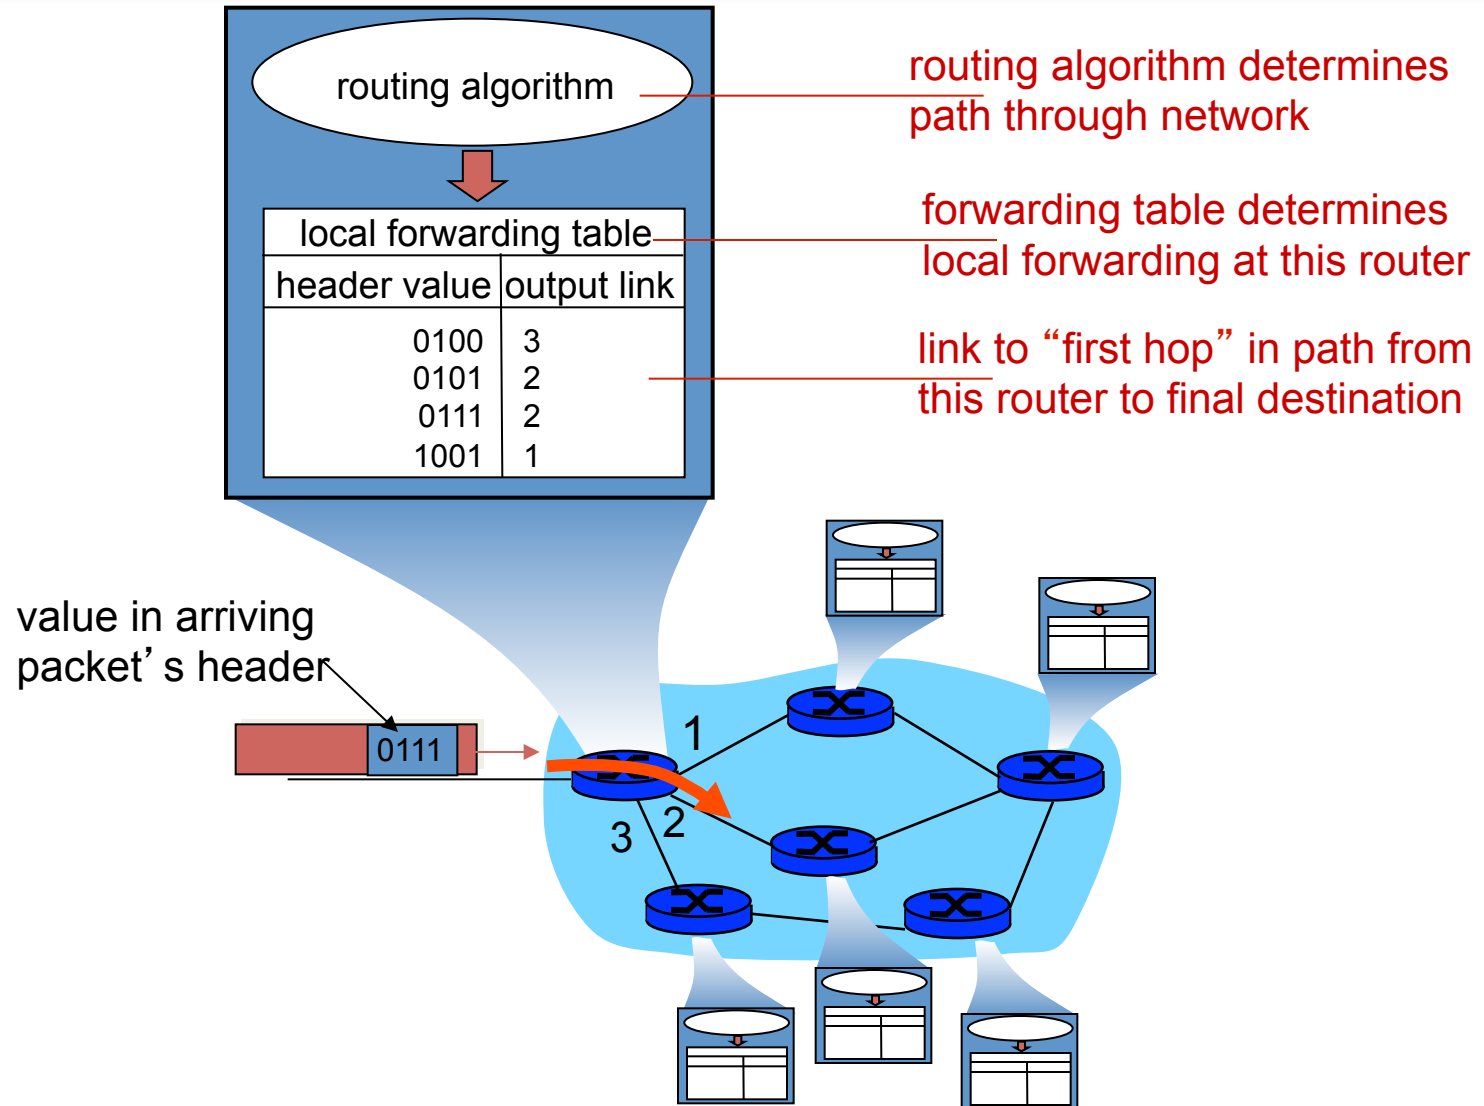 routing algorithm
routing algorithm determines
path through network
local forwarding table
header value output link
0100 3
0101 2
0111 2
1001 1
forwarding table determines
local forwarding at this router
link to “first hop” in path from
this router to final destination
value in arriving
packet’s header
0111
1
2
3